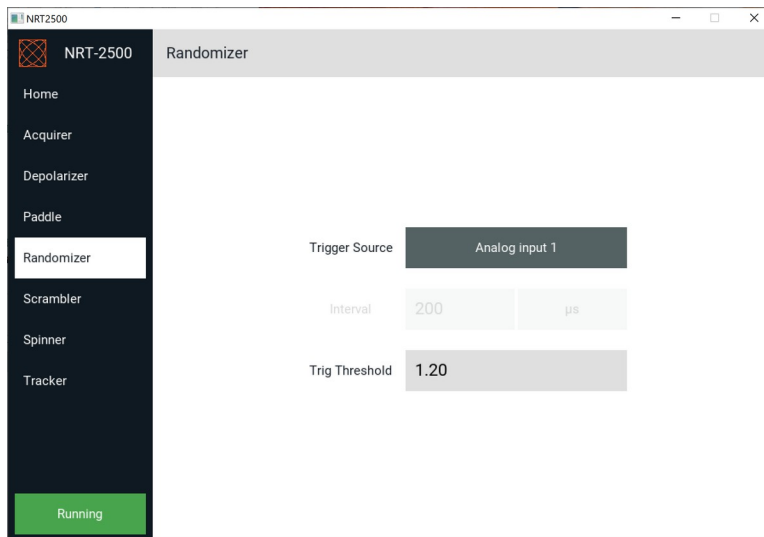 NRT2500
NRT-2500
Randomizer
Home
Acquirer
Depolarizer
Paddle
Randomizer
Scrambler
Spinner
Tracker
Running
Trigger Source Analog input 1
Interval 200 µs
Trig Threshold 1.20